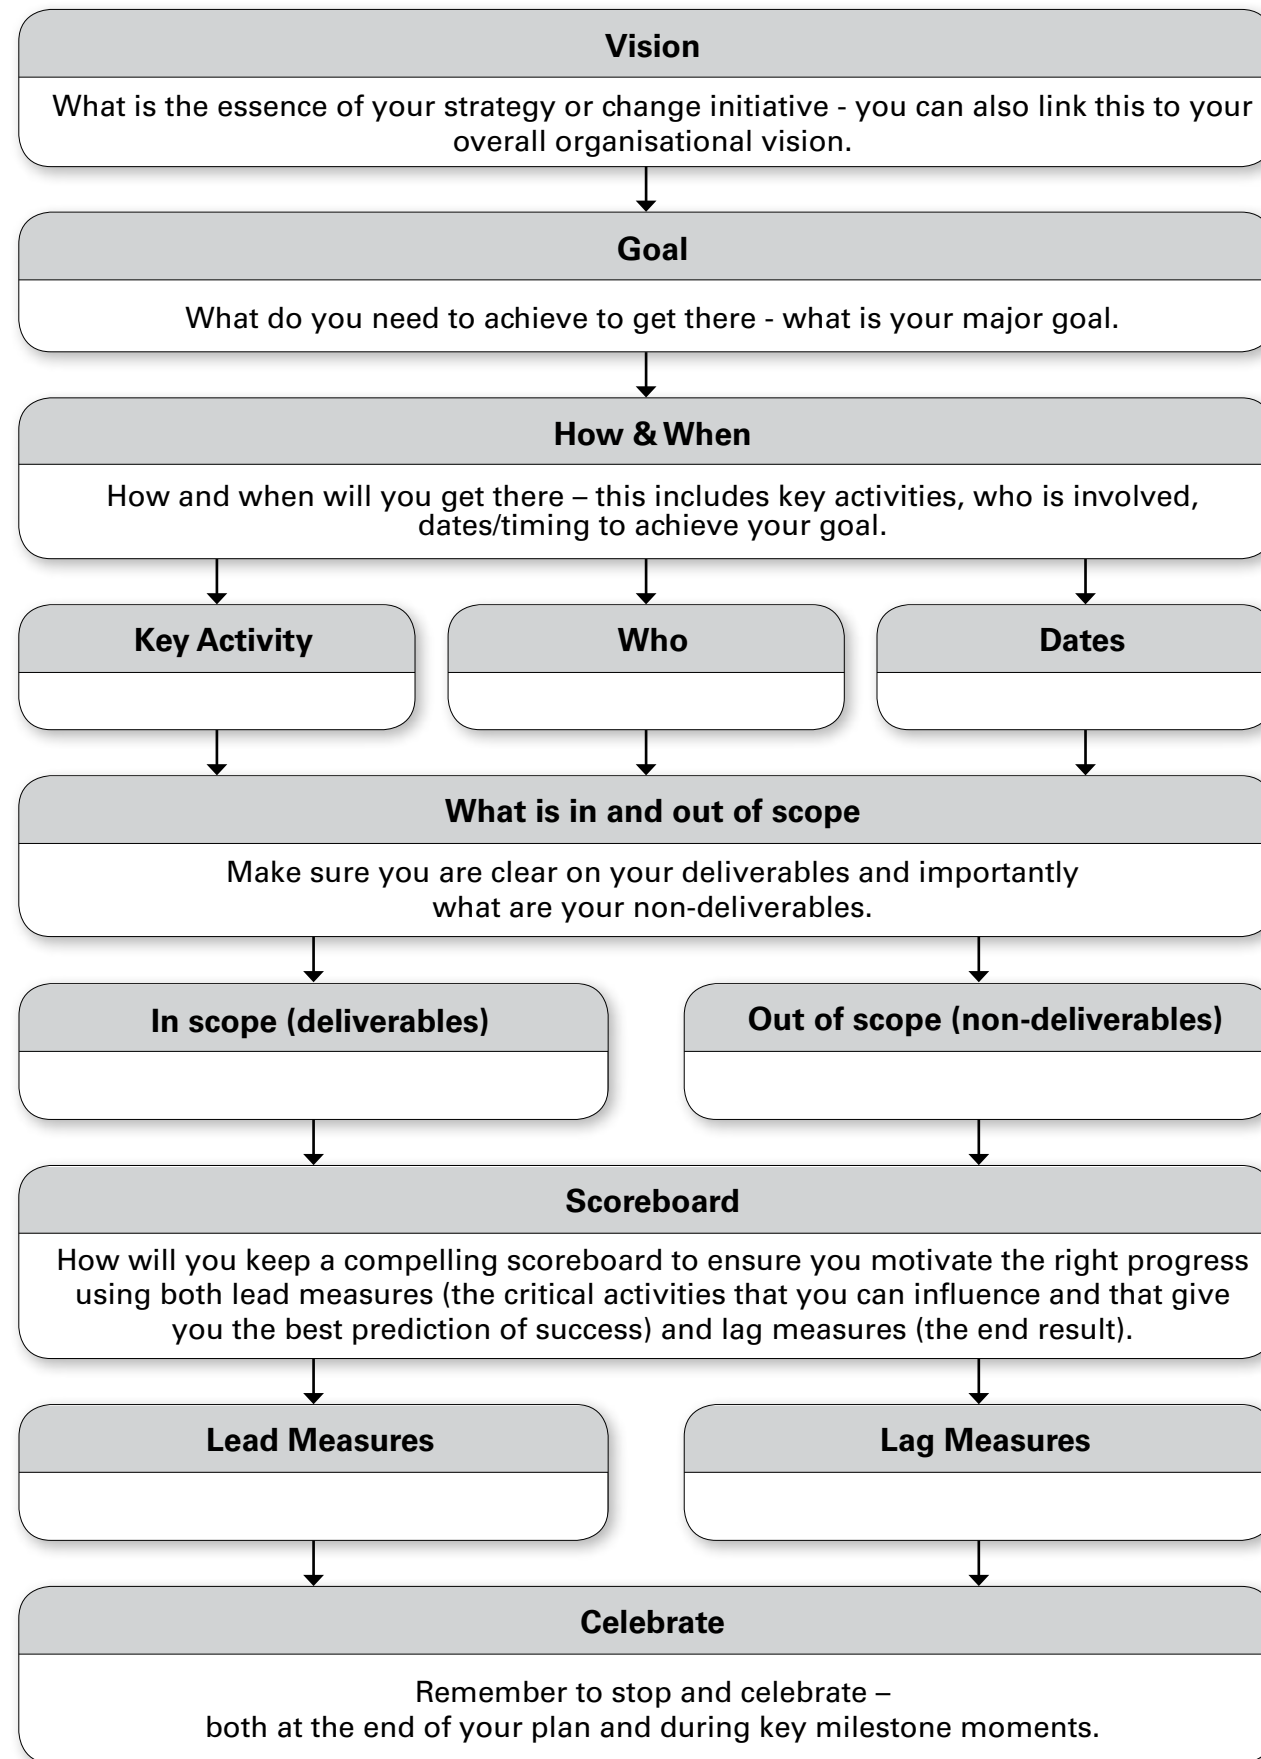 Vision
What is the essence of your strategy or change initiative - you can also link this to your
overall organisational vision.
Goal
What do you need to achieve to get there - what is your major goal.
How & When
How and when will you get there – this includes key activities, who is involved,
dates/timing to achieve your goal.
Key Activity
Who
Dates
What is in and out of scope
Make sure you are clear on your deliverables and importantly
what are your non-deliverables.
In scope (deliverables)
Out of scope (non-deliverables)
Scoreboard
How will you keep a compelling scoreboard to ensure you motivate the right progress
using both lead measures (the critical activities that you can influence and that give
you the best prediction of success) and lag measures (the end result).
Lead Measures
Lag Measures
Celebrate
Remember to stop and celebrate –
both at the end of your plan and during key milestone moments.